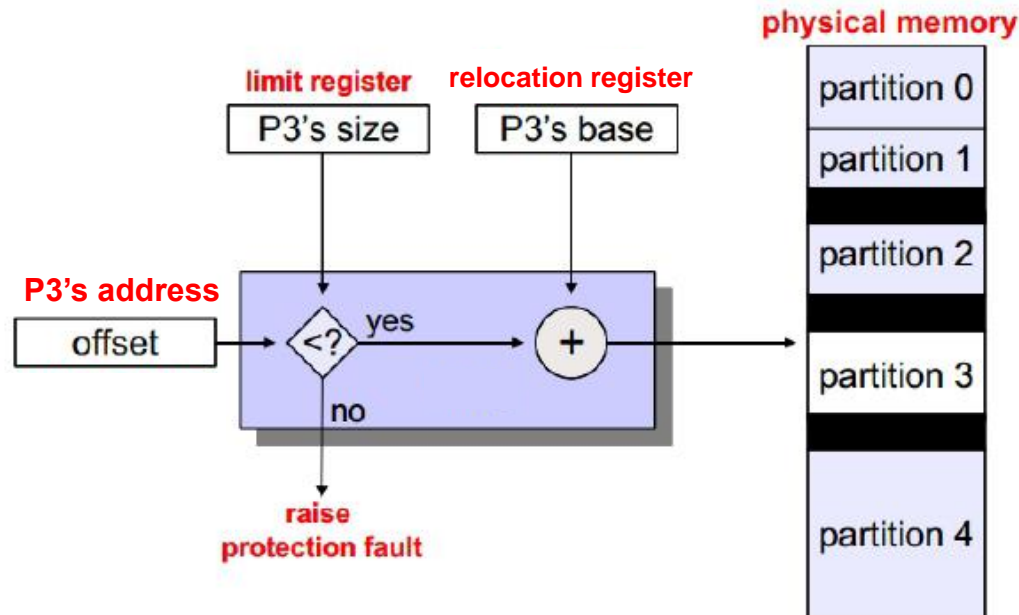 physical memory
limit register
relocation register
P3's size
P3's base
partition 0
partition 1
partition 2
P3's address
offset
<?
yes
+
partition 3
no
raise
protection fault
partition 4